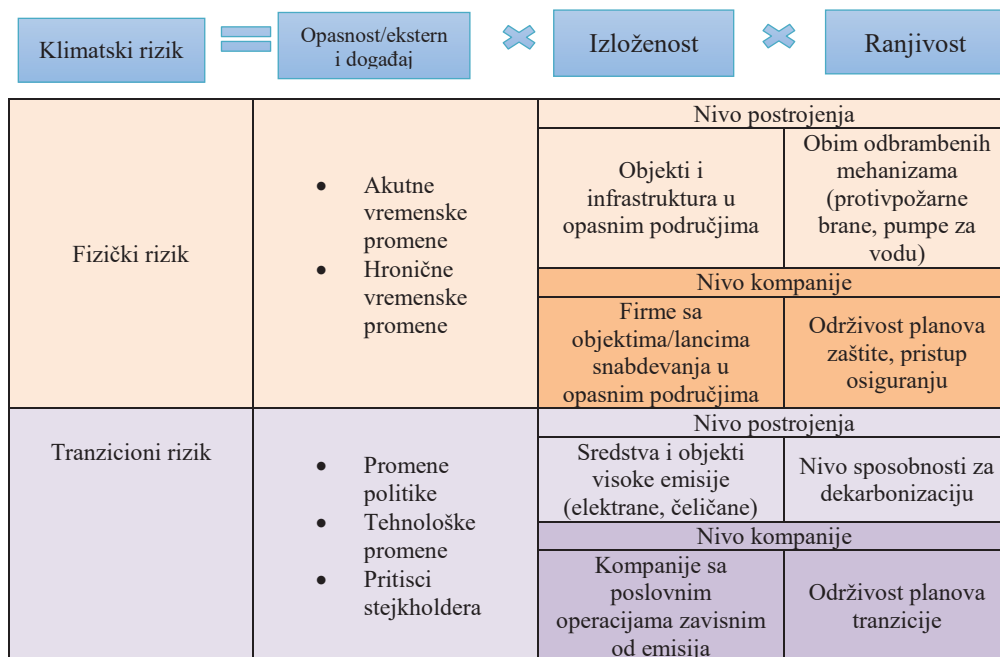 Klimatski rizik
Opasnost/ekstern
i događaj
Izloženost
Ranjivost
Fizički rizik
• Akutne
vremenske
promene
• Hronične
vremenske
promene
Nivo postrojenja
Objekti i
infrastruktura u
opasnim područjima
Obim odbrambenih
mehanizama
(protivpožarne
brane, pumpe za
vodu)
Nivo kompanije
Firme sa
objektima/lancima
snabdevanja u
opasnim područjima
Održivost planova
zaštite, pristup
osiguranju
Tranzicioni rizik
• Promene
politike
• Tehnološke
promene
• Pritisci
stejkholdera
Nivo postrojenja
Sredstva i objekti
visoke emisije
(elektrane, čeličane)
Nivo sposobnosti za
dekarbonizaciju
Nivo kompanije
Kompanije sa
poslovnim
operacijama zavisnim
od emisija
Održivost planova
tranzicije